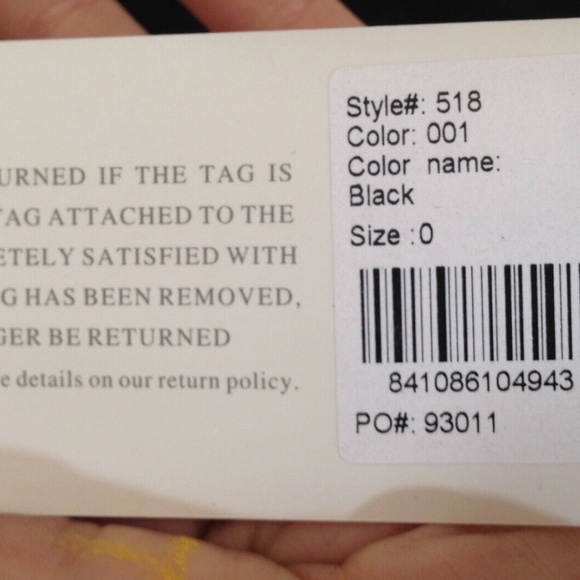 URNED IF THE TAG IS
TAG ATTACHED TO THE
ETELY SATISFIED WITH
G HAS BEEN REMOVED,
GER BE RETURNED
e details on our return policy.
Style#: 518
Color: 001
Color name:
Black
Size :0
841086104943
PO#: 93011